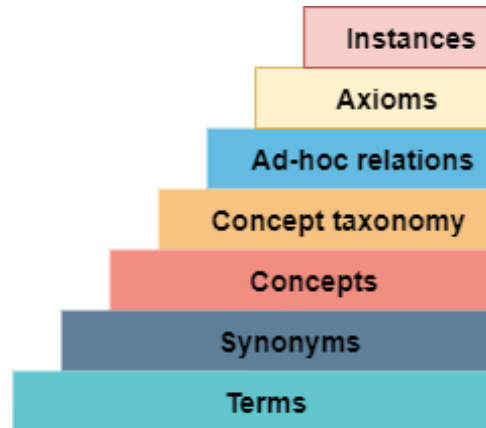 Instances
Axioms
Ad-hoc relations
Concept taxonomy
Concepts
Synonyms
Terms